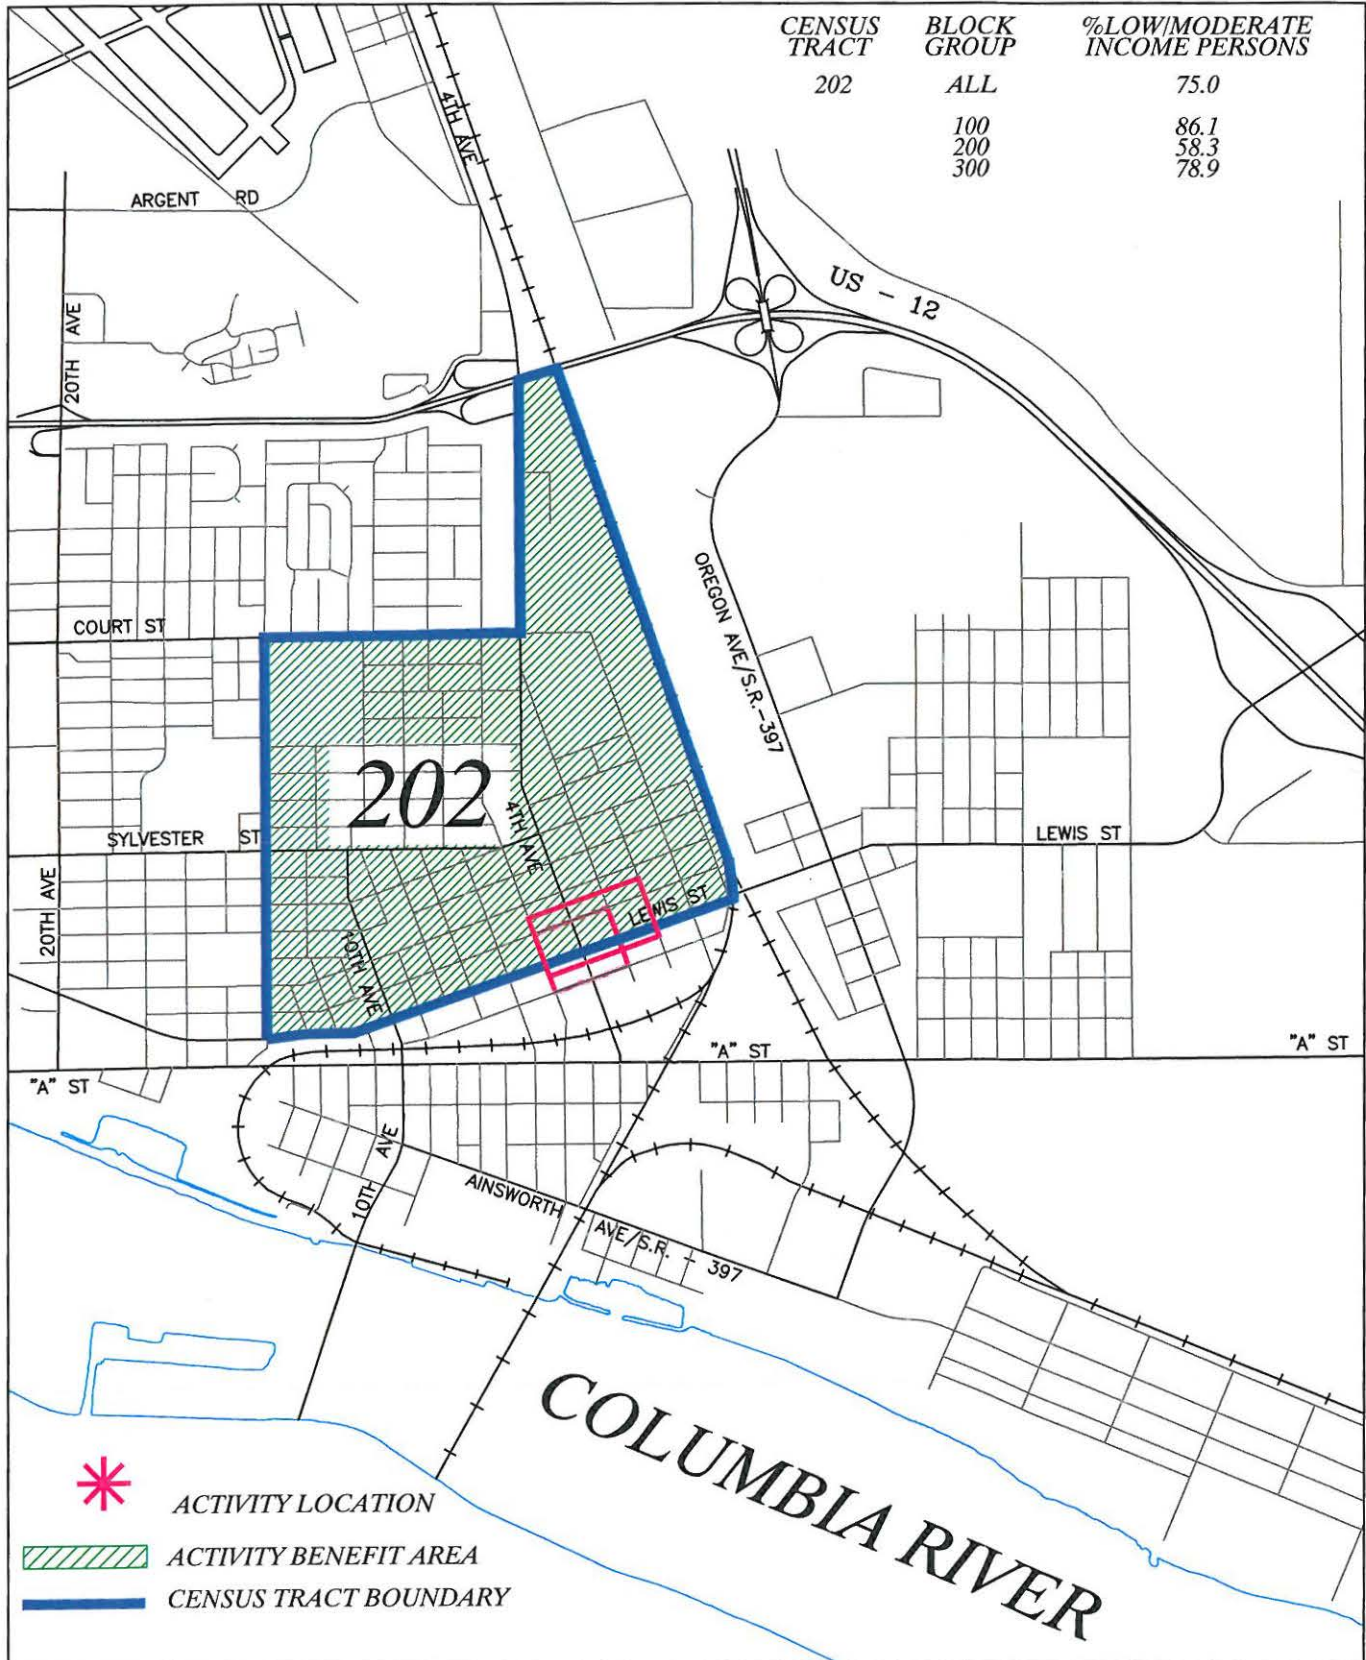 CENSUS TRACT BLOCK GROUP %LOW/MODERATE INCOME PERSONS
202 ALL 75.0
100 86.1
200 58.3
300 78.9
4TH AVE
ARGENT RD
US - 12
20TH AVE
COURT ST
OREGON AVE/S.R.-397
202
4TH AVE
SYLVESTER ST
LEWIS ST
20TH AVE
LEWIS ST
10TH AVE
"A" ST
"A" ST
"A" ST
10TH AVE
AINSWORTH AVE/S.R. - 397
COLUMBIA RIVER
ACTIVITY LOCATION
ACTIVITY BENEFIT AREA
CENSUS TRACT BOUNDARY